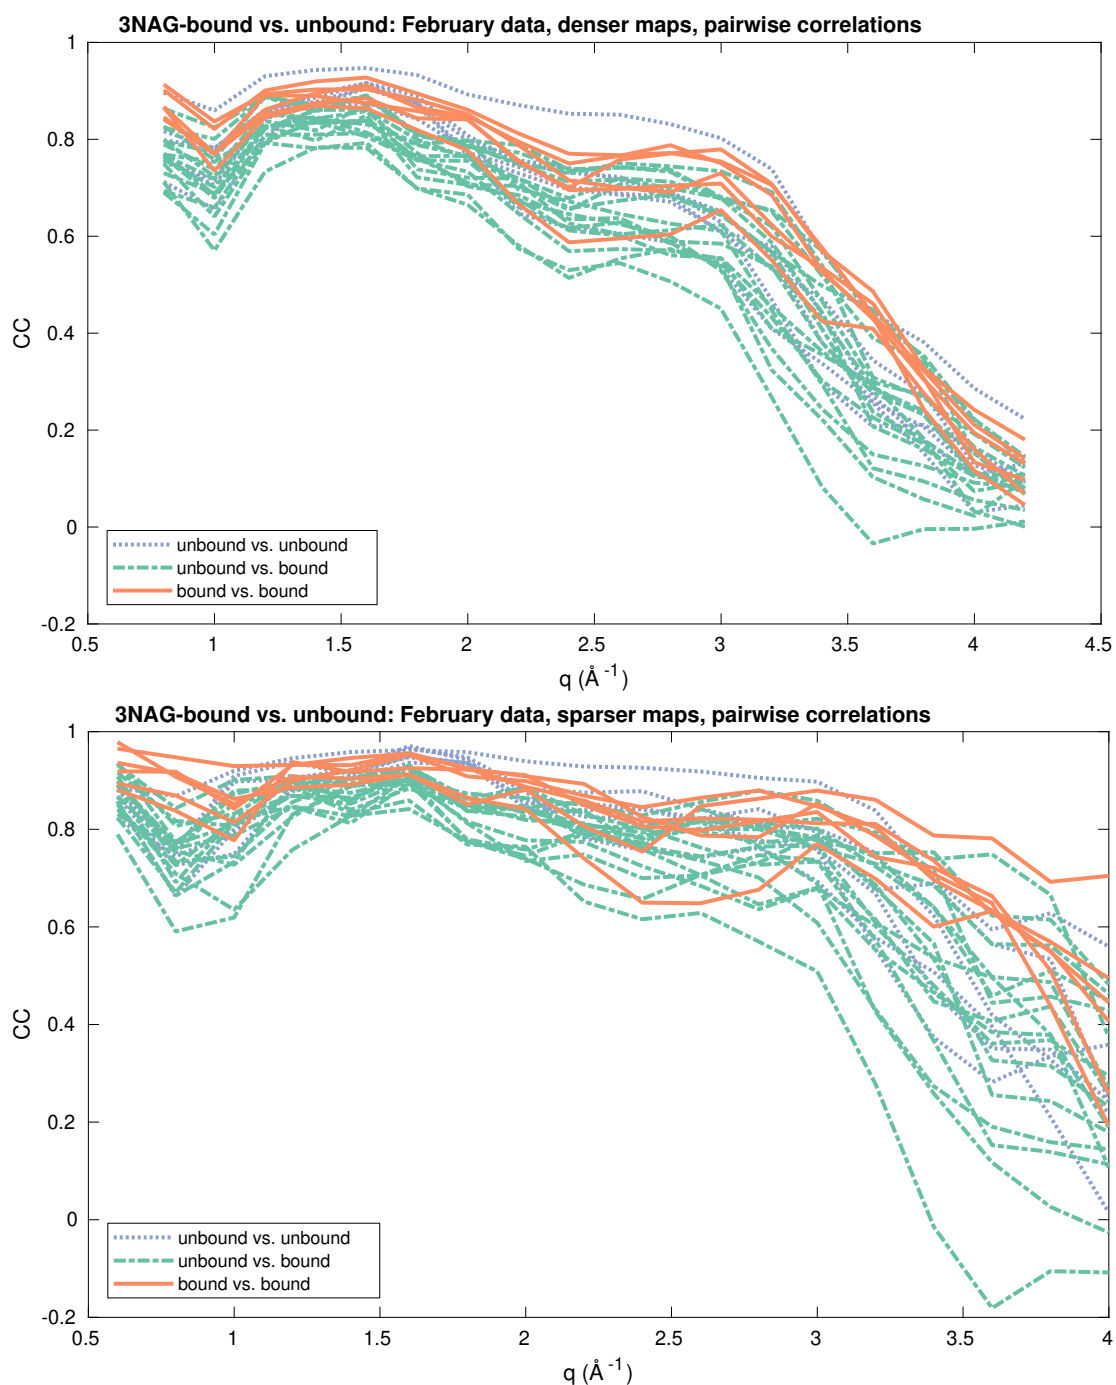 3NAG-bound vs. unbound: February data, denser maps, pairwise correlations
1
0.8
0.6
0.4
0.2
0
-0.2
CC
unbound vs. unbound
unbound vs. bound
bound vs. bound
0.5 1 1.5 2 2.5 3 3.5 4 4.5
q (Å⁻¹)
3NAG-bound vs. unbound: February data, sparser maps, pairwise correlations
1
0.8
0.6
0.4
0.2
0
-0.2
CC
unbound vs. unbound
unbound vs. bound
bound vs. bound
0.5 1 1.5 2 2.5 3 3.5 4
q (Å⁻¹)